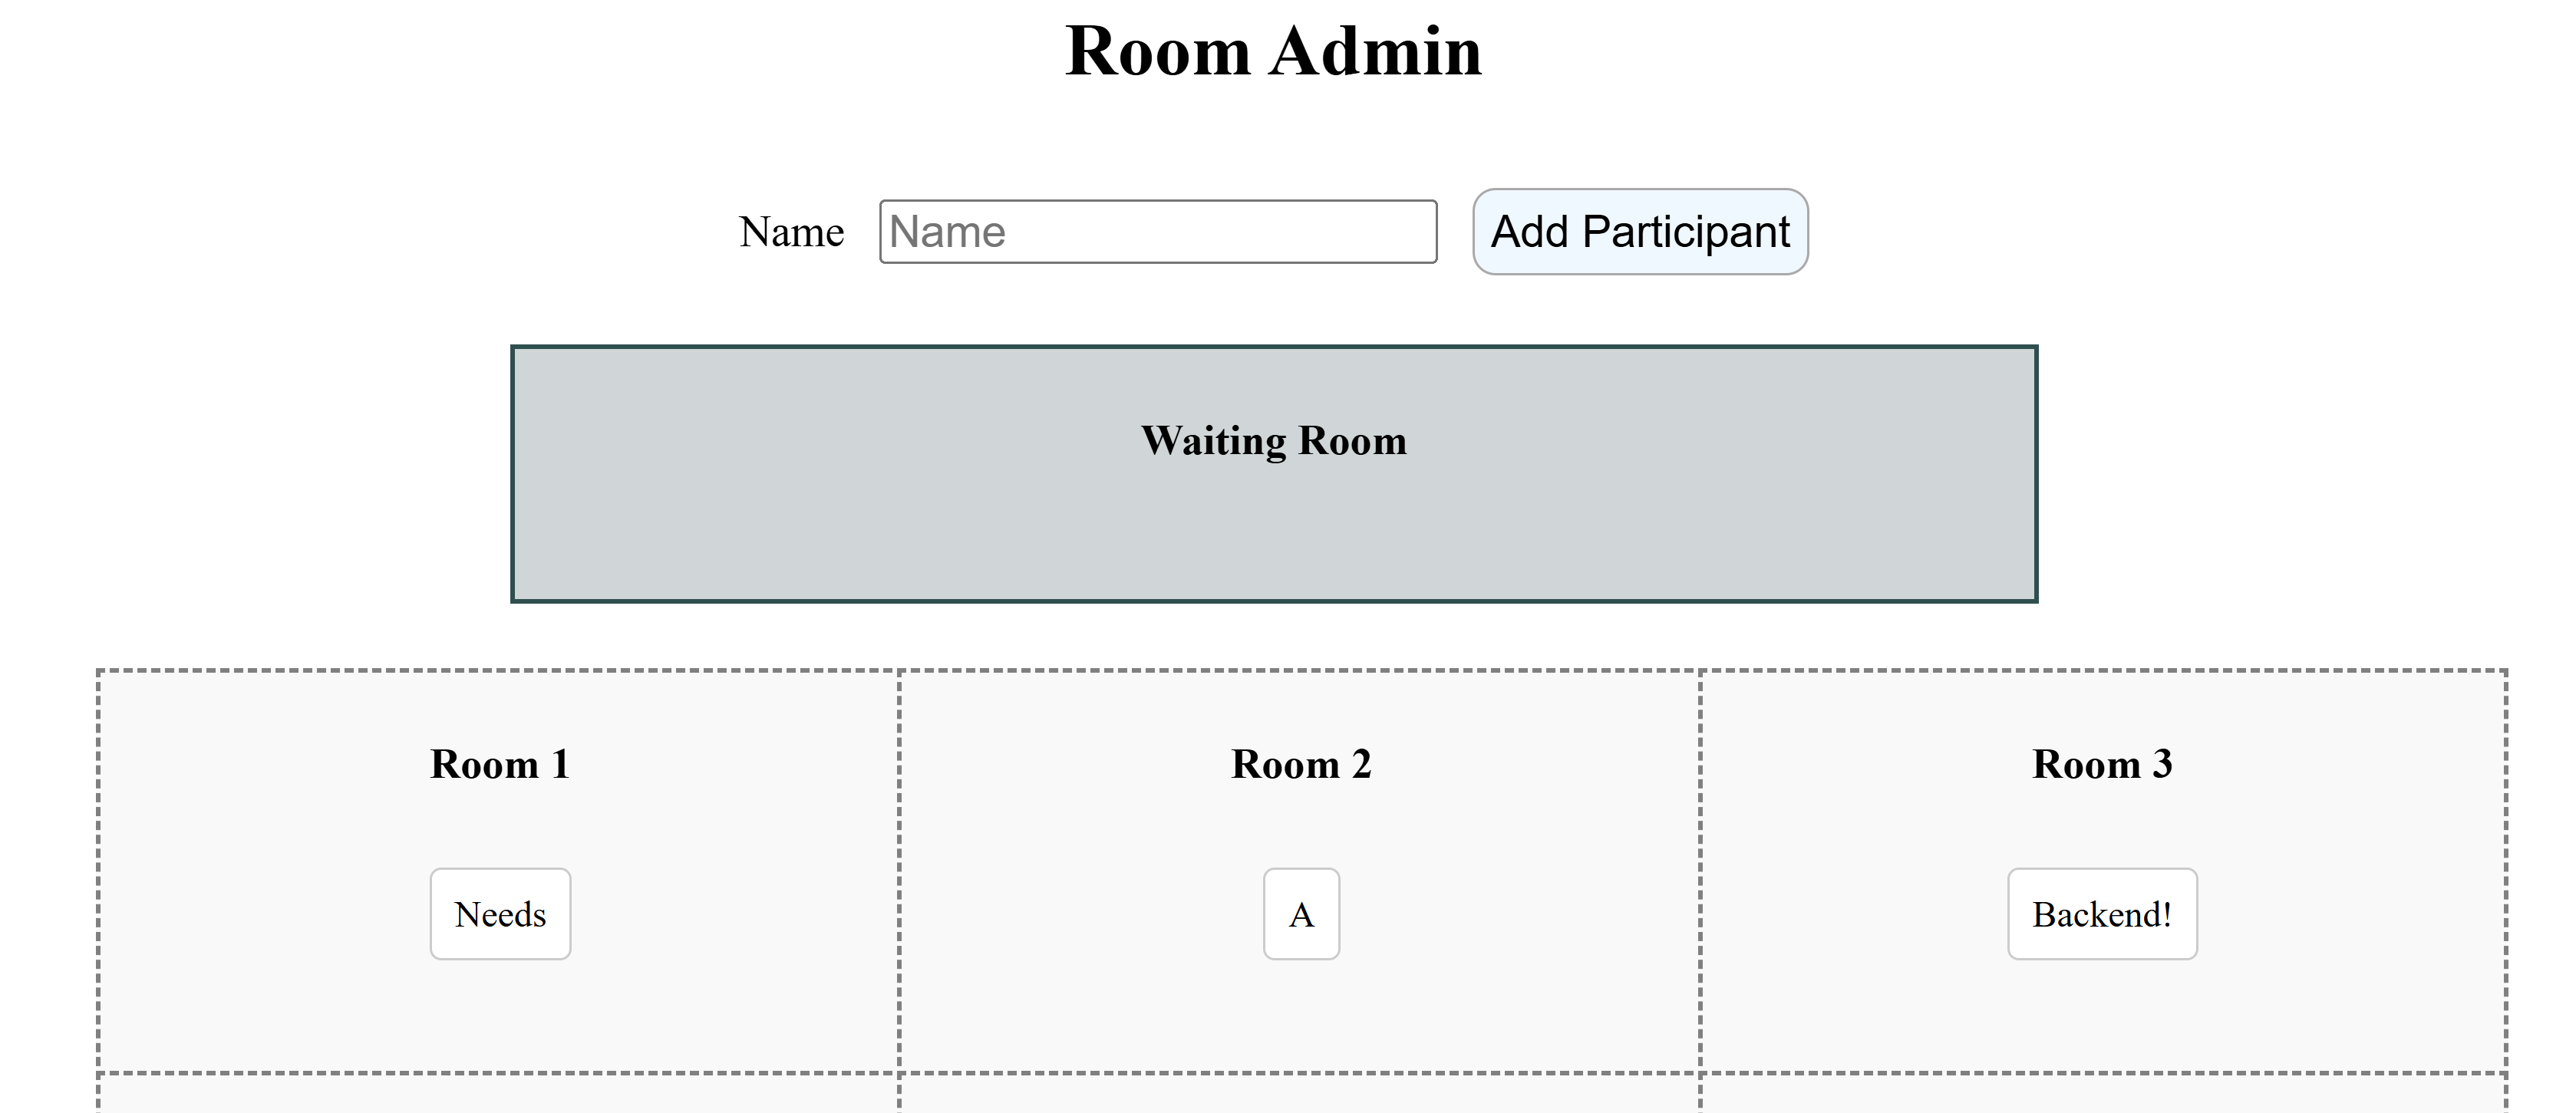 Room Admin
Name Name Add Participant
Waiting Room
Room 1 Room 2 Room 3
Needs A Backend!